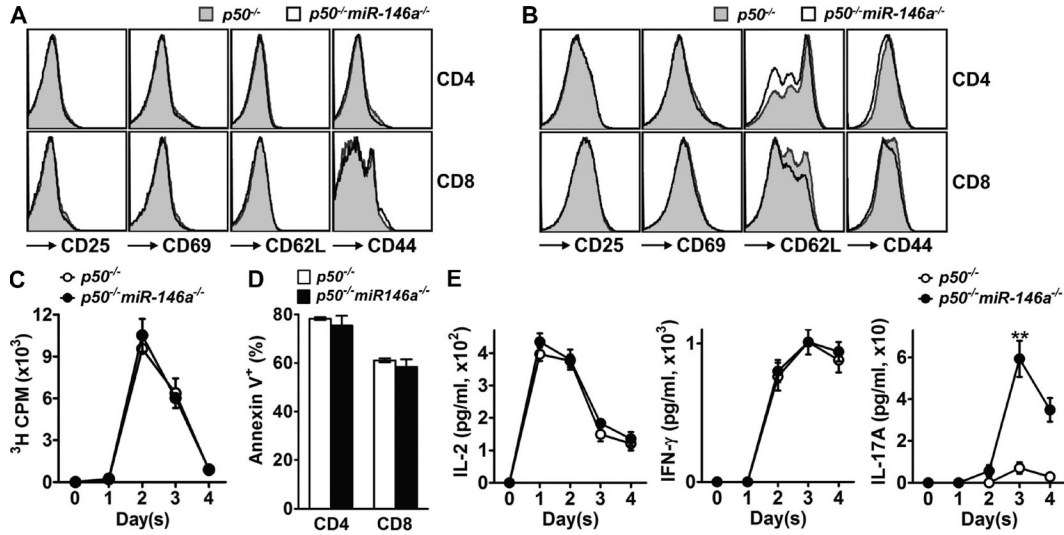 A
p50-/- p50-/-miR-146a-/-
CD4
CD8
CD25 CD69 CD62L CD44
B
p50-/- p50-/-miR-146a-/-
CD4
CD8
CD25 CD69 CD62L CD44
C
p50-/-
p50-/-miR-146a-/-
3H CPM (x103)
12
9
6
3
0
0 1 2 3 4
Day(s)
D
p50-/-
p50-/-miR146a-/-
Annexin V+ (%)
80
60
40
20
0
CD4 CD8
E
p50-/-
p50-/-miR-146a-/-
IL-2 (pg/ml, x102)
4
3
2
1
0
0 1 2 3 4
Day(s)
IFN-γ (pg/ml, x103)
1
0
0 1 2 3 4
Day(s)
IL-17A (pg/ml, x10)
6
4
2
0
**
0 1 2 3 4
Day(s)